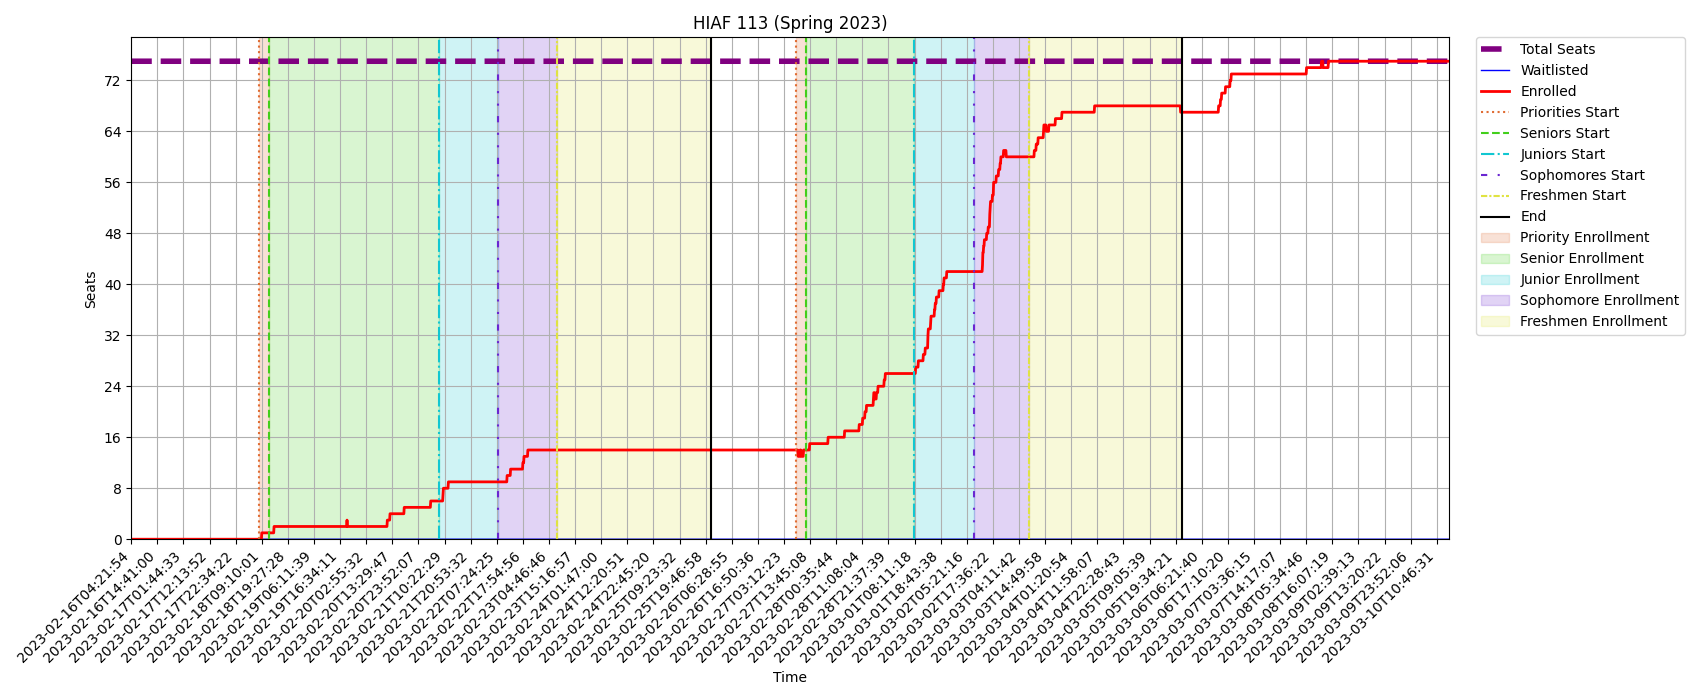 HIAF 113 (Spring 2023)
Seats
72
64
56
48
40
32
24
16
8
0
2023-02-16T04:21:54
2023-02-16T14:41:00
2023-02-17T01:44:33
2023-02-17T12:13:52
2023-02-17T22:34:22
2023-02-18T09:10:01
2023-02-18T19:27:28
2023-02-19T06:11:39
2023-02-19T16:34:11
2023-02-20T02:55:32
2023-02-20T13:29:47
2023-02-20T23:52:07
2023-02-21T10:22:29
2023-02-21T20:53:32
2023-02-22T07:24:25
2023-02-22T17:54:56
2023-02-23T04:46:46
2023-02-23T15:16:57
2023-02-24T01:47:00
2023-02-24T12:20:51
2023-02-24T22:45:20
2023-02-25T09:23:32
2023-02-25T19:46:58
2023-02-26T06:28:55
2023-02-26T16:50:36
2023-02-27T03:12:23
2023-02-27T13:45:08
2023-02-28T00:35:44
2023-02-28T11:08:04
2023-02-28T21:37:39
2023-03-01T08:11:18
2023-03-01T18:43:38
2023-03-02T05:21:16
2023-03-02T17:36:22
2023-03-03T04:11:42
2023-03-03T14:49:58
2023-03-04T01:20:54
2023-03-04T11:58:07
2023-03-04T22:28:43
2023-03-05T09:05:39
2023-03-05T19:34:21
2023-03-06T06:21:40
2023-03-06T17:10:20
2023-03-07T03:36:15
2023-03-07T14:17:07
2023-03-08T05:34:46
2023-03-08T16:07:19
2023-03-09T02:39:13
2023-03-09T13:20:22
2023-03-09T23:52:06
2023-03-10T10:46:31
Time
Total Seats
Waitlisted
Enrolled
Priorities Start
Seniors Start
Juniors Start
Sophomores Start
Freshmen Start
End
Priority Enrollment
Senior Enrollment
Junior Enrollment
Sophomore Enrollment
Freshmen Enrollment